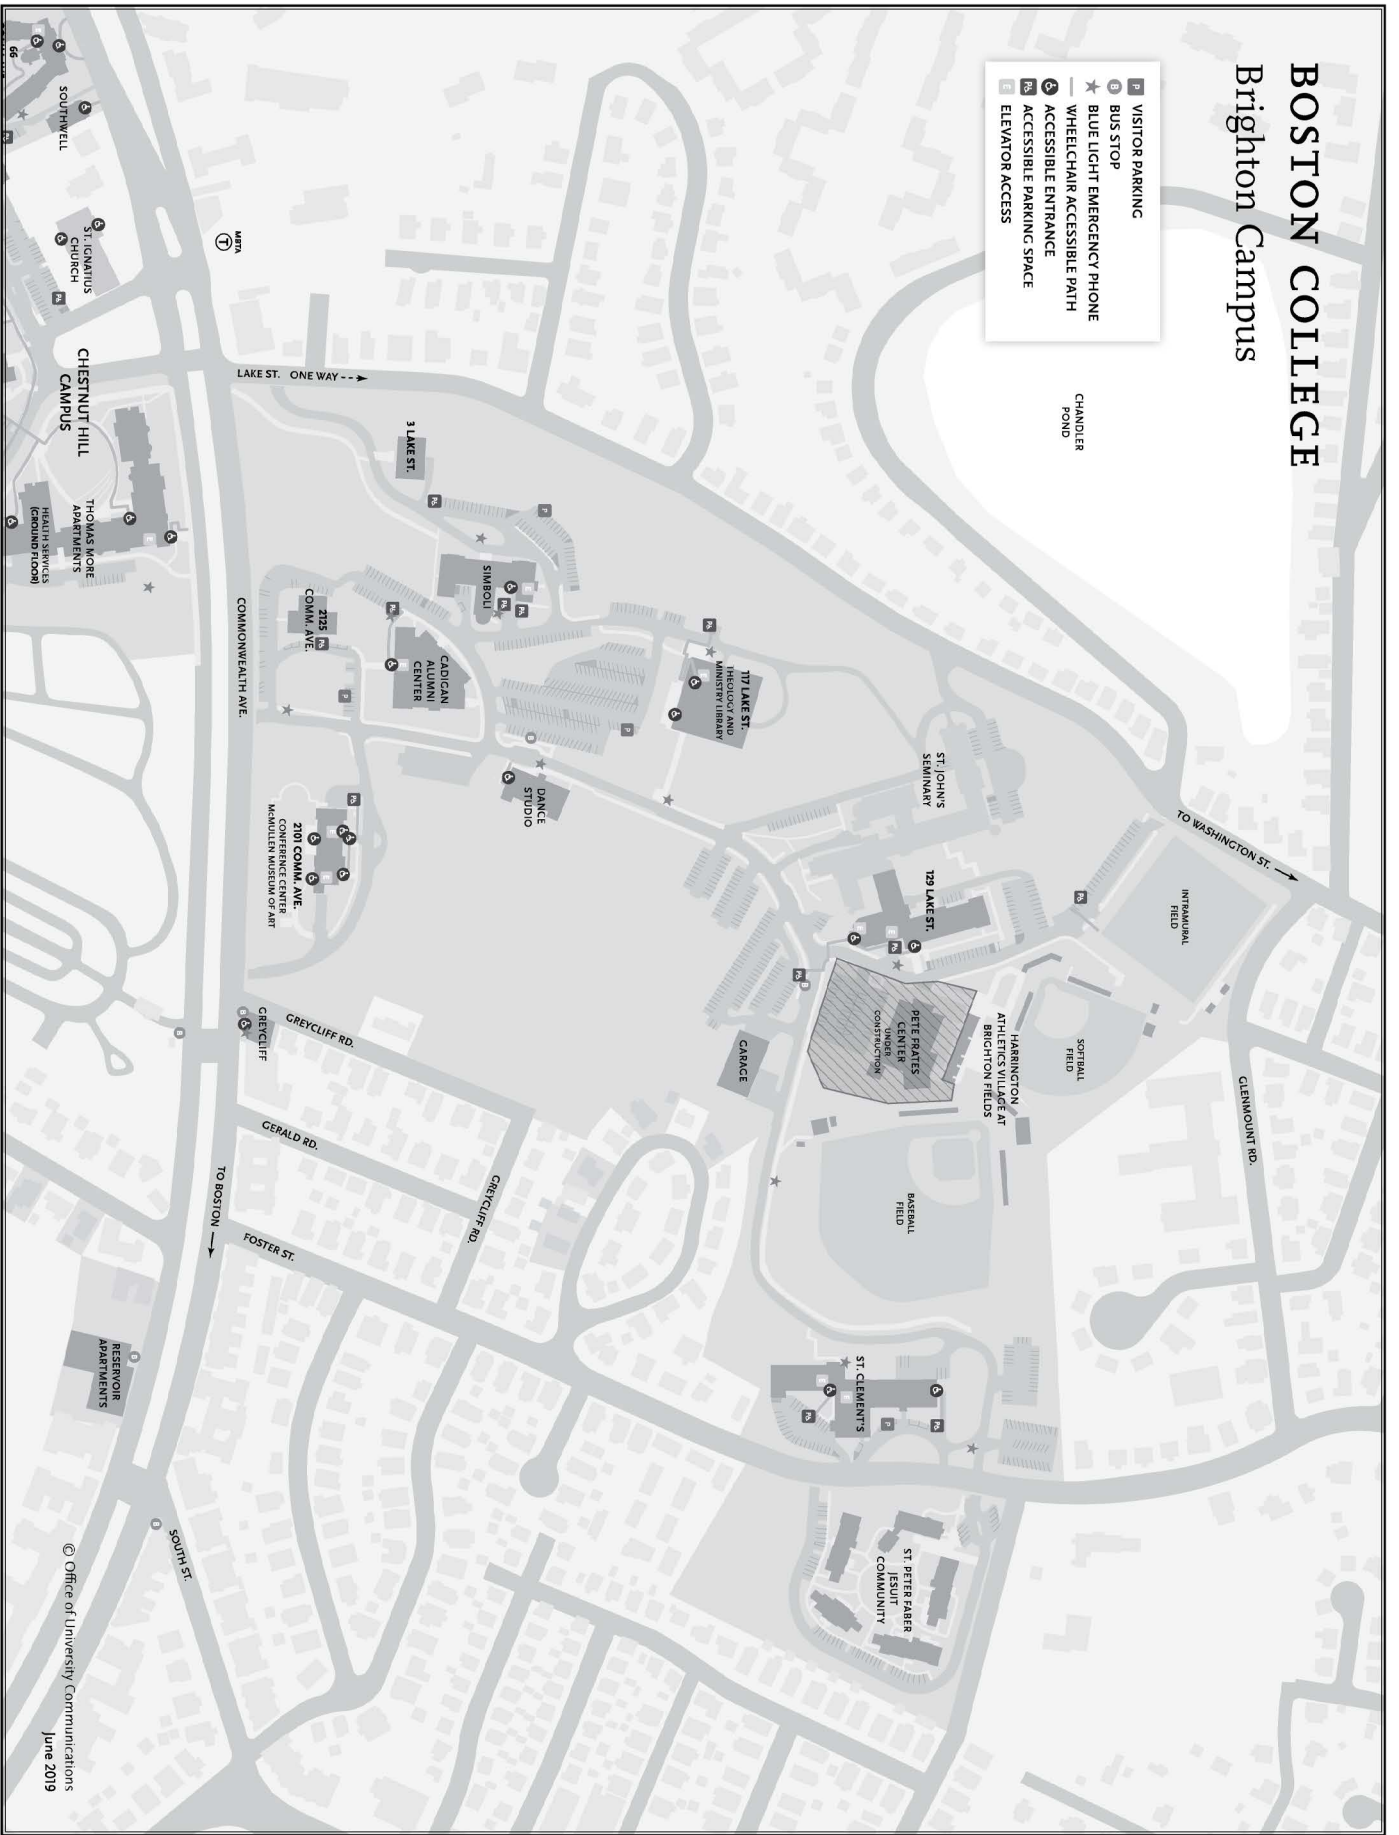 BOSTON COLLEGE
Brighton Campus
P VISITOR PARKING
B BUS STOP
BLUE LIGHT EMERGENCY PHONE
WHEELCHAIR ACCESSIBLE PATH
ACCESSIBLE ENTRANCE
P ACCESSIBLE PARKING SPACE
E ELEVATOR ACCESS
CHANDLER
POND
TO WASHINGTON ST.
INTRAMURAL
FIELD
GLENMOUNT RD.
SOFTBALL
FIELD
HARRINGTON
ATHLETICS VILLAGE AT
BRIGHTON FIELDS
ST. JOHN'S
SEMINARY
129 LAKE ST.
PETE FRATES
CENTER
UNDER
CONSTRUCTION
BASEBALL
FIELD
ST. CLEMENT'S
ST. PETER FABER
JESUIT
COMMUNITY
117 LAKE ST.
THEOLOGY AND
MINISTRY LIBRARY
GARAGE
DANCE
STUDIO
SIMBOLI
CADIGAN
ALUMNI
CENTER
3 LAKE ST.
2125
COMM. AVE.
2101 COMM. AVE.
CONFERENCE CENTER
McMULLEN MUSEUM OF ART
LAKE ST. ONE WAY
MBTA
T
COMMONWEALTH AVE.
GREYCLIFF
GREYCLIFF RD.
GREYCLIFF RD.
GERALD RD.
FOSTER ST.
TO BOSTON
RESERVOIR
APARTMENTS
SOUTH ST.
66
SOUTHWELL
ST. IGNATIUS
CHURCH
CHESTNUT HILL
CAMPUS
THOMAS MORE
APARTMENTS
HEALTH SERVICES
(GROUND FLOOR)
© Office of University Communications
June 2019